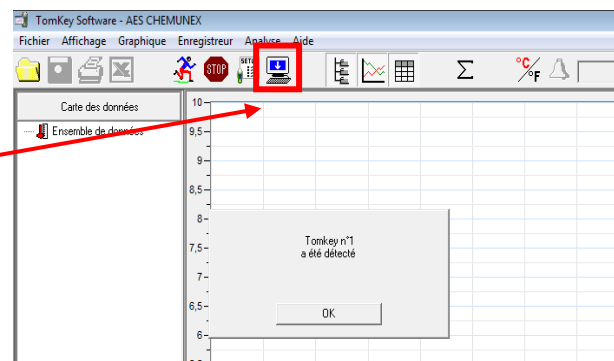 TomKey Software - AES CHEMUNEX
Fichier Affichage Graphique Enregistreur Analyse Aide
STOP SETUP Σ °C/°F
Carte des données
Ensemble de données
10
9,5
9
8,5
8
7,5
7
6,5
6
Tomkey n°1
a été détecté
OK